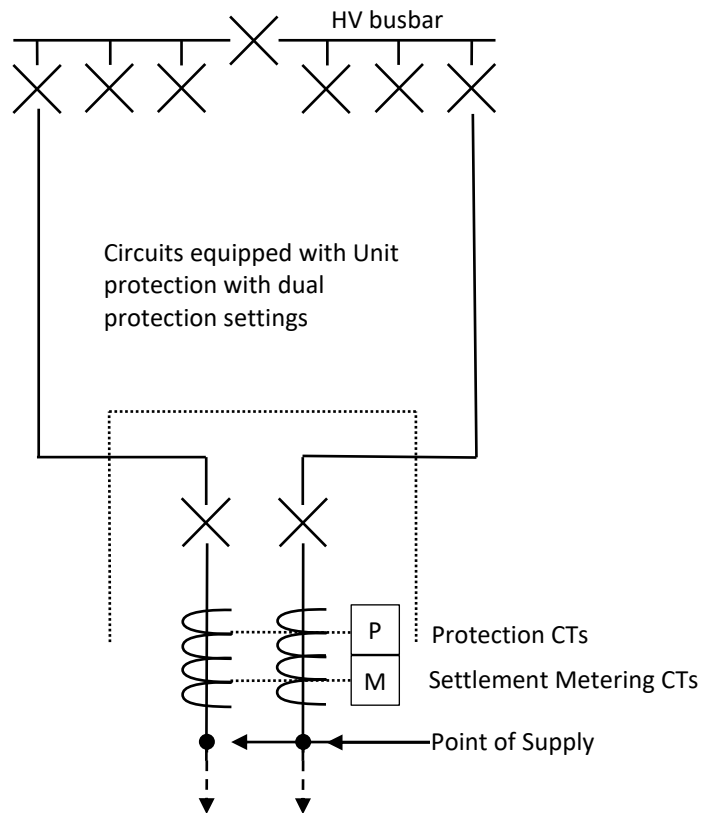 HV busbar
Circuits equipped with Unit
protection with dual
protection settings
P
Protection CTs
M
Settlement Metering CTs
Point of Supply